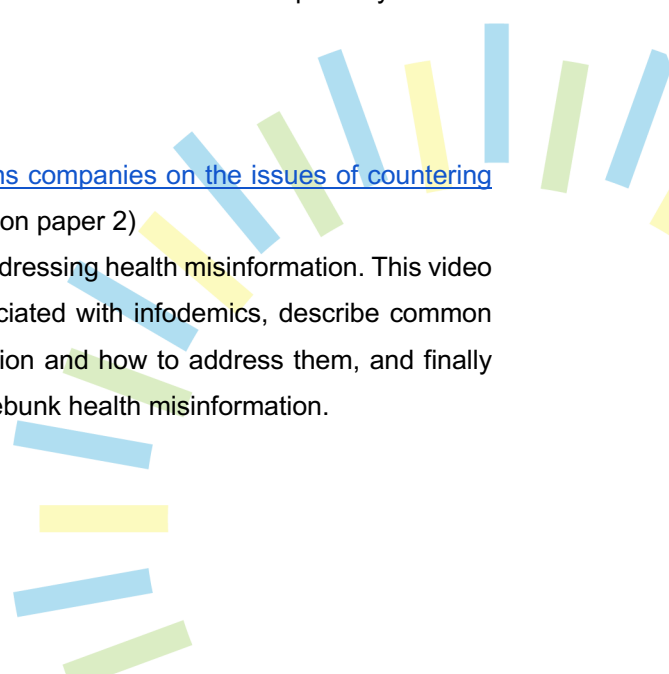 ns companies on the issues of countering
on paper 2)
dressing health misinformation. This video
ciated with infodemics, describe common
tion and how to address them, and finally
ebunk health misinformation.